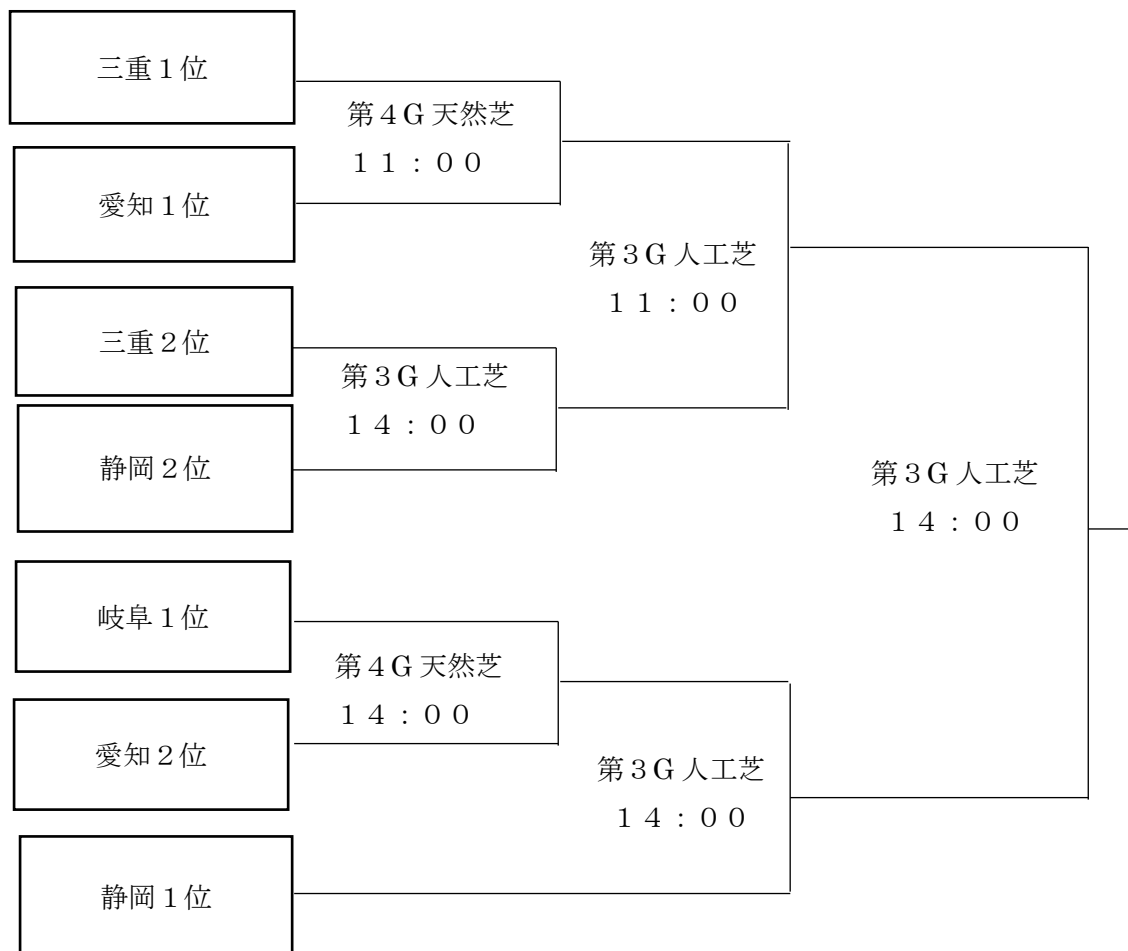 三重１位
第４G 天然芝
１１：００
愛知１位
第３G 人工芝
１１：００
三重２位
第３G 人工芝
１４：００
静岡２位
第３G 人工芝
１４：００
岐阜１位
第４G 天然芝
１４：００
愛知２位
第３G 人工芝
１４：００
静岡１位